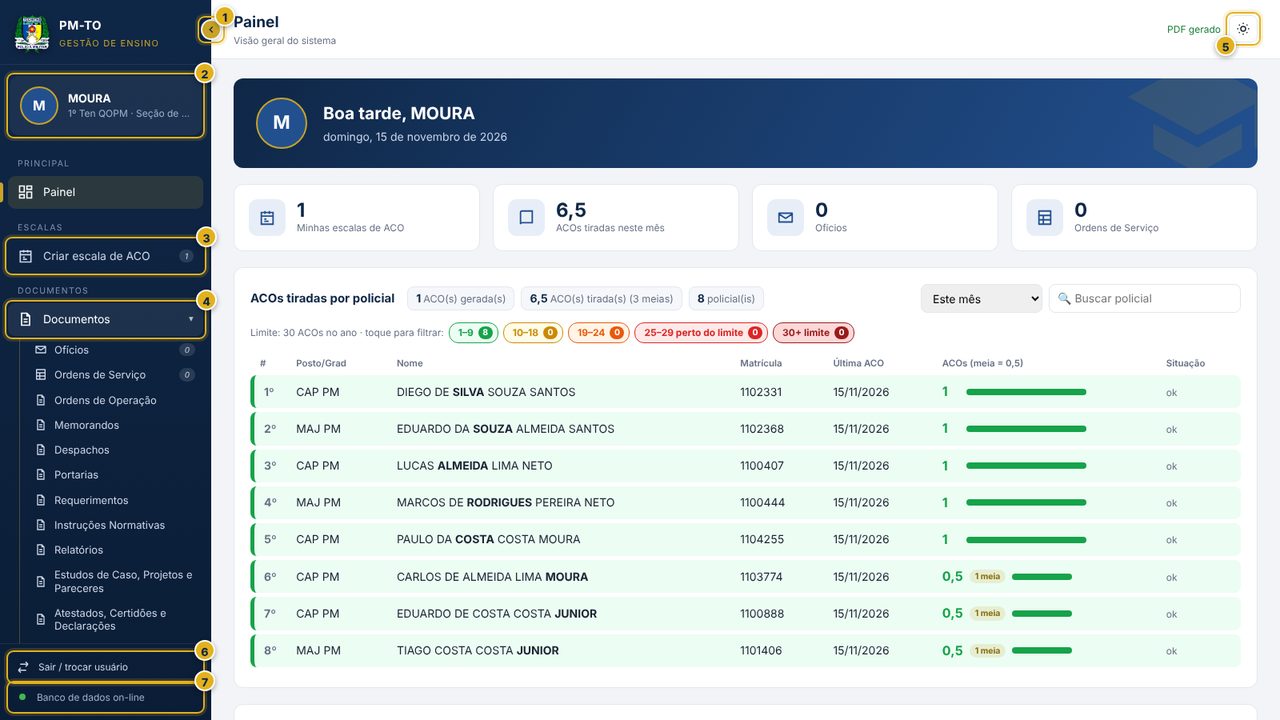 PM-TO
GESTÃO DE ENSINO
1
2
M
MOURA
1º Ten QOPM · Seção de ...
PRINCIPAL
Painel
ESCALAS
3
Criar escala de ACO 1
DOCUMENTOS
4
Documentos
Ofícios 0
Ordens de Serviço 0
Ordens de Operação
Memorandos
Despachos
Portarias
Requerimentos
Instruções Normativas
Relatórios
Estudos de Caso, Projetos e
Pareceres
Atestados, Certidões e
Declarações
6
Sair / trocar usuário
7
Banco de dados on-line
Painel
Visão geral do sistema
PDF gerado
5
M
Boa tarde, MOURA
domingo, 15 de novembro de 2026
1
Minhas escalas de ACO
6,5
ACOs tiradas neste mês
0
Ofícios
0
Ordens de Serviço
ACOs tiradas por policial 1 ACO(s) gerada(s) 6,5 ACO(s) tirada(s) (3 meias) 8 policial(is) Este mês 🔍 Buscar policial
Limite: 30 ACOs no ano · toque para filtrar: 1–9 8 10–18 0 19–24 0 25–29 perto do limite 0 30+ limite 0
# Posto/Grad Nome Matrícula Última ACO ACOs (meia = 0,5) Situação
1º CAP PM DIEGO DE SILVA SOUZA SANTOS 1102331 15/11/2026 1 ok
2º MAJ PM EDUARDO DA SOUZA ALMEIDA SANTOS 1102368 15/11/2026 1 ok
3º CAP PM LUCAS ALMEIDA LIMA NETO 1100407 15/11/2026 1 ok
4º MAJ PM MARCOS DE RODRIGUES PEREIRA NETO 1100444 15/11/2026 1 ok
5º CAP PM PAULO DA COSTA COSTA MOURA 1104255 15/11/2026 1 ok
6º CAP PM CARLOS DE ALMEIDA LIMA MOURA 1103774 15/11/2026 0,5 1 meia ok
7º CAP PM EDUARDO DE COSTA COSTA JUNIOR 1100888 15/11/2026 0,5 1 meia ok
8º MAJ PM TIAGO COSTA COSTA JUNIOR 1101406 15/11/2026 0,5 1 meia ok